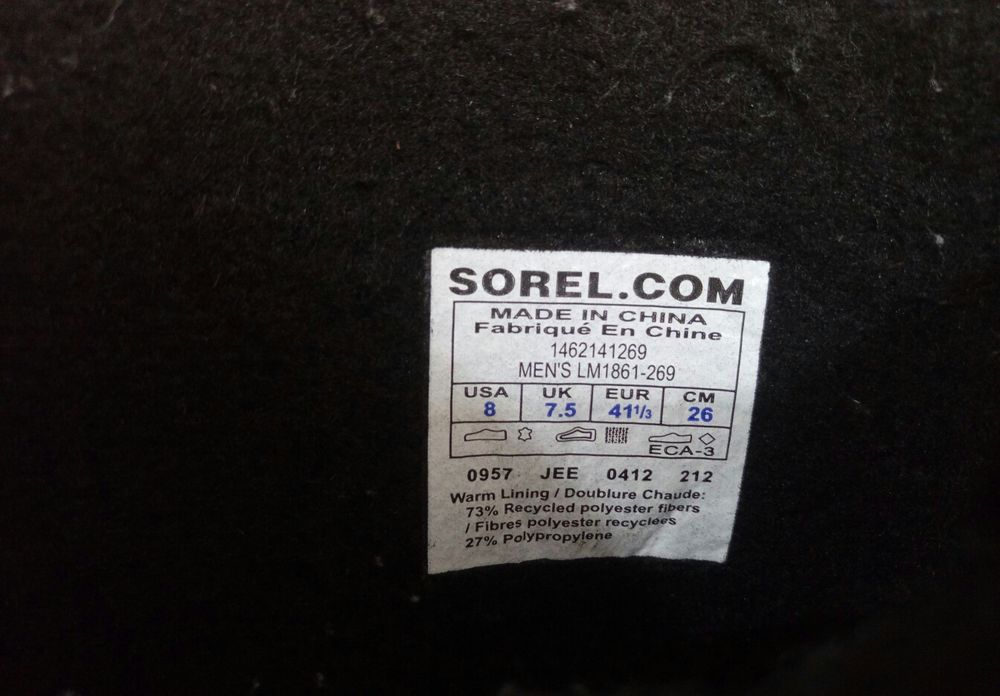 SOREL.COM
MADE IN CHINA
Fabriqué En Chine
1462141269
MEN'S LM1861-269
USA UK EUR CM
8 7.5 41 1/3 26
ECA-3
0957 JEE 0412 212
Warm Lining / Doublure Chaude:
73% Recycled polyester fibers
/ Fibres polyester recyclees
27% Polypropylene